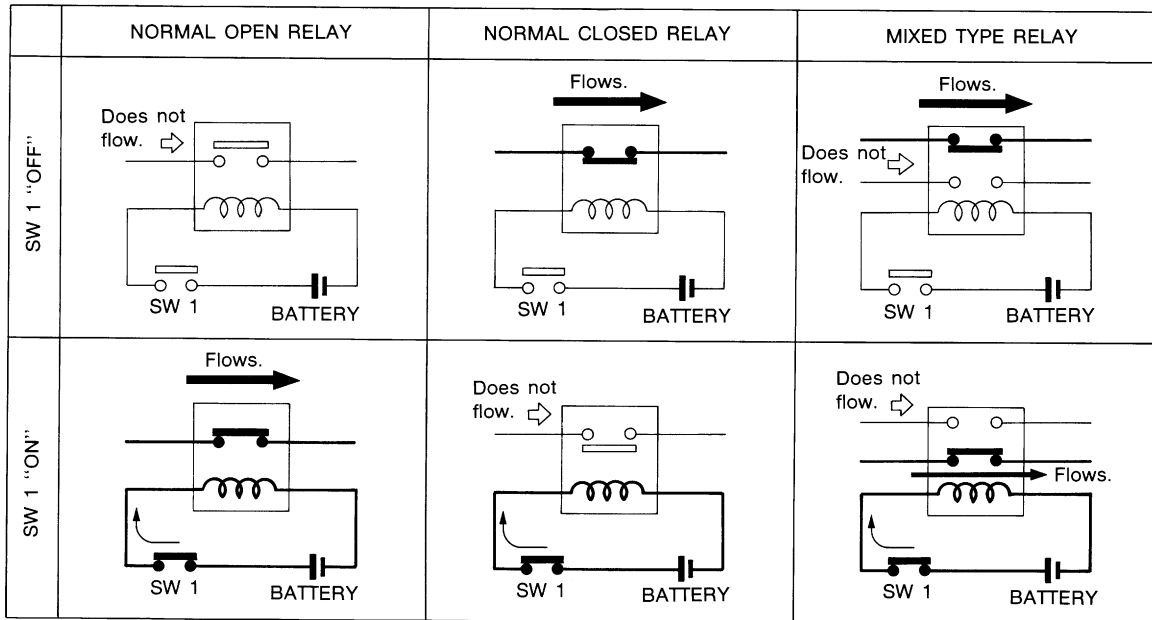 NORMAL OPEN RELAY
NORMAL CLOSED RELAY
MIXED TYPE RELAY
SW 1 “OFF”
Does not
flow.
SW 1
BATTERY
Flows.
SW 1
BATTERY
Flows.
Does not
flow.
SW 1
BATTERY
SW 1 “ON”
Flows.
SW 1
BATTERY
Does not
flow.
SW 1
BATTERY
Does not
flow.
Flows.
SW 1
BATTERY